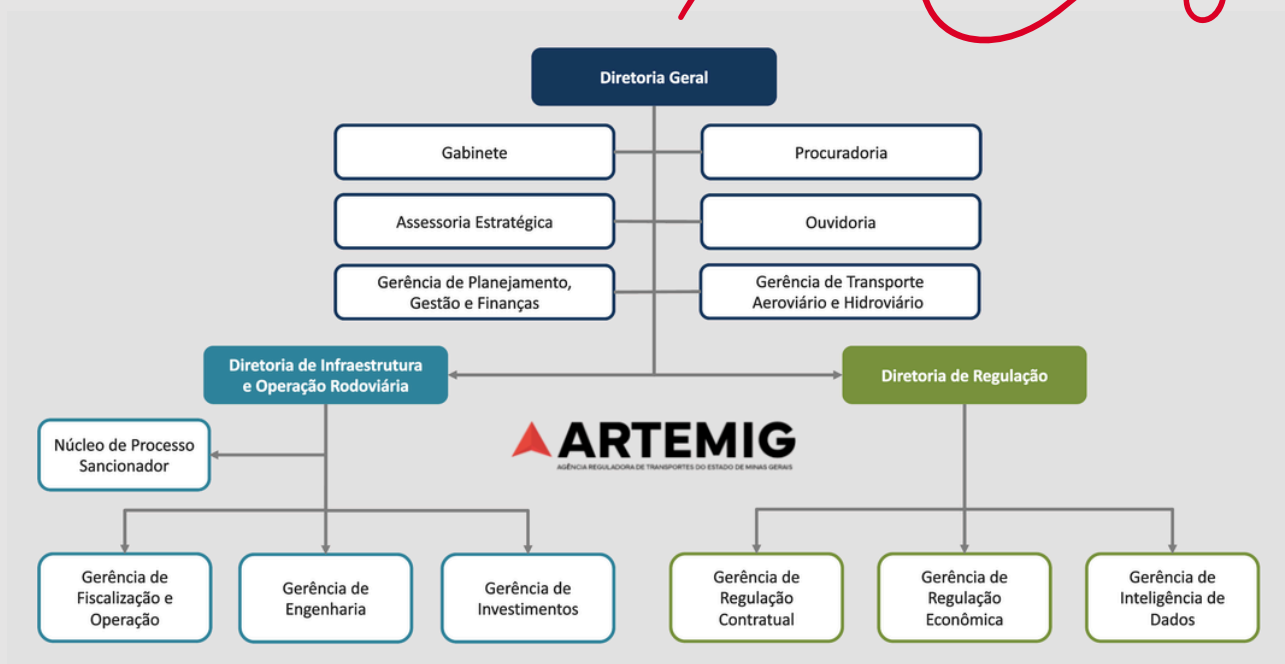 Diretoria Geral
Gabinete
Procuradoria
Assessoria Estratégica
Ouvidoria
Gerência de Planejamento,
Gestão e Finanças
Gerência de Transporte
Aeroviário e Hidroviário
Diretoria de Infraestrutura
e Operação Rodoviária
Diretoria de Regulação
Núcleo de Processo
Sancionador
ARTEMIG
AGÊNCIA REGULADORA DE TRANSPORTES DO ESTADO DE MINAS GERAIS
Gerência de
Fiscalização e
Operação
Gerência de
Engenharia
Gerência de
Investimentos
Gerência de
Regulação
Contratual
Gerência de
Regulação
Econômica
Gerência de
Inteligência de
Dados